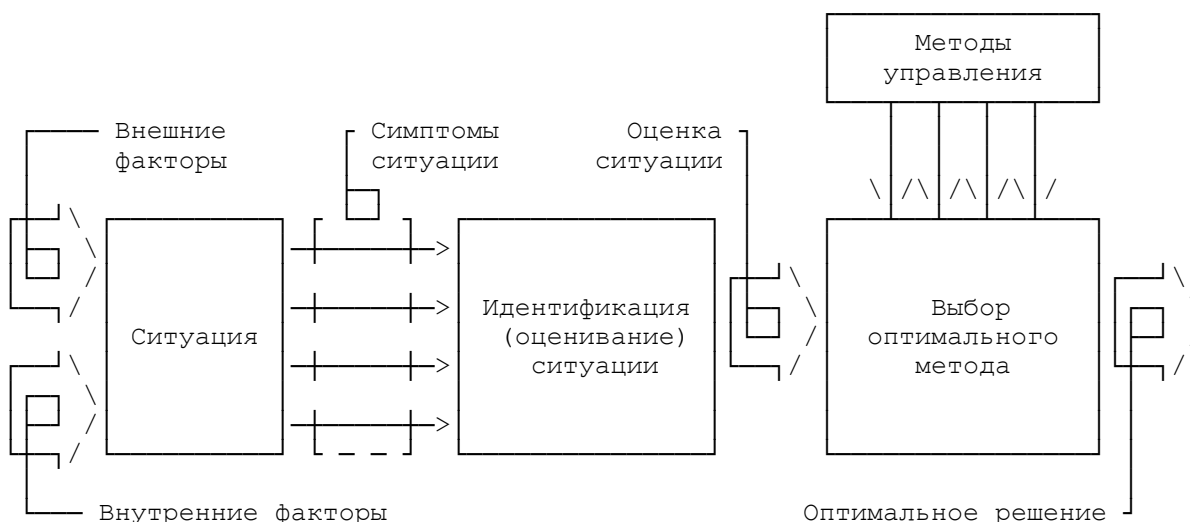 Методы
управления
Внешние
факторы
Симптомы
ситуации
Оценка
ситуации
Ситуация
Идентификация
(оценивание)
ситуации
Выбор
оптимального
метода
Внутренние факторы
Оптимальное решение